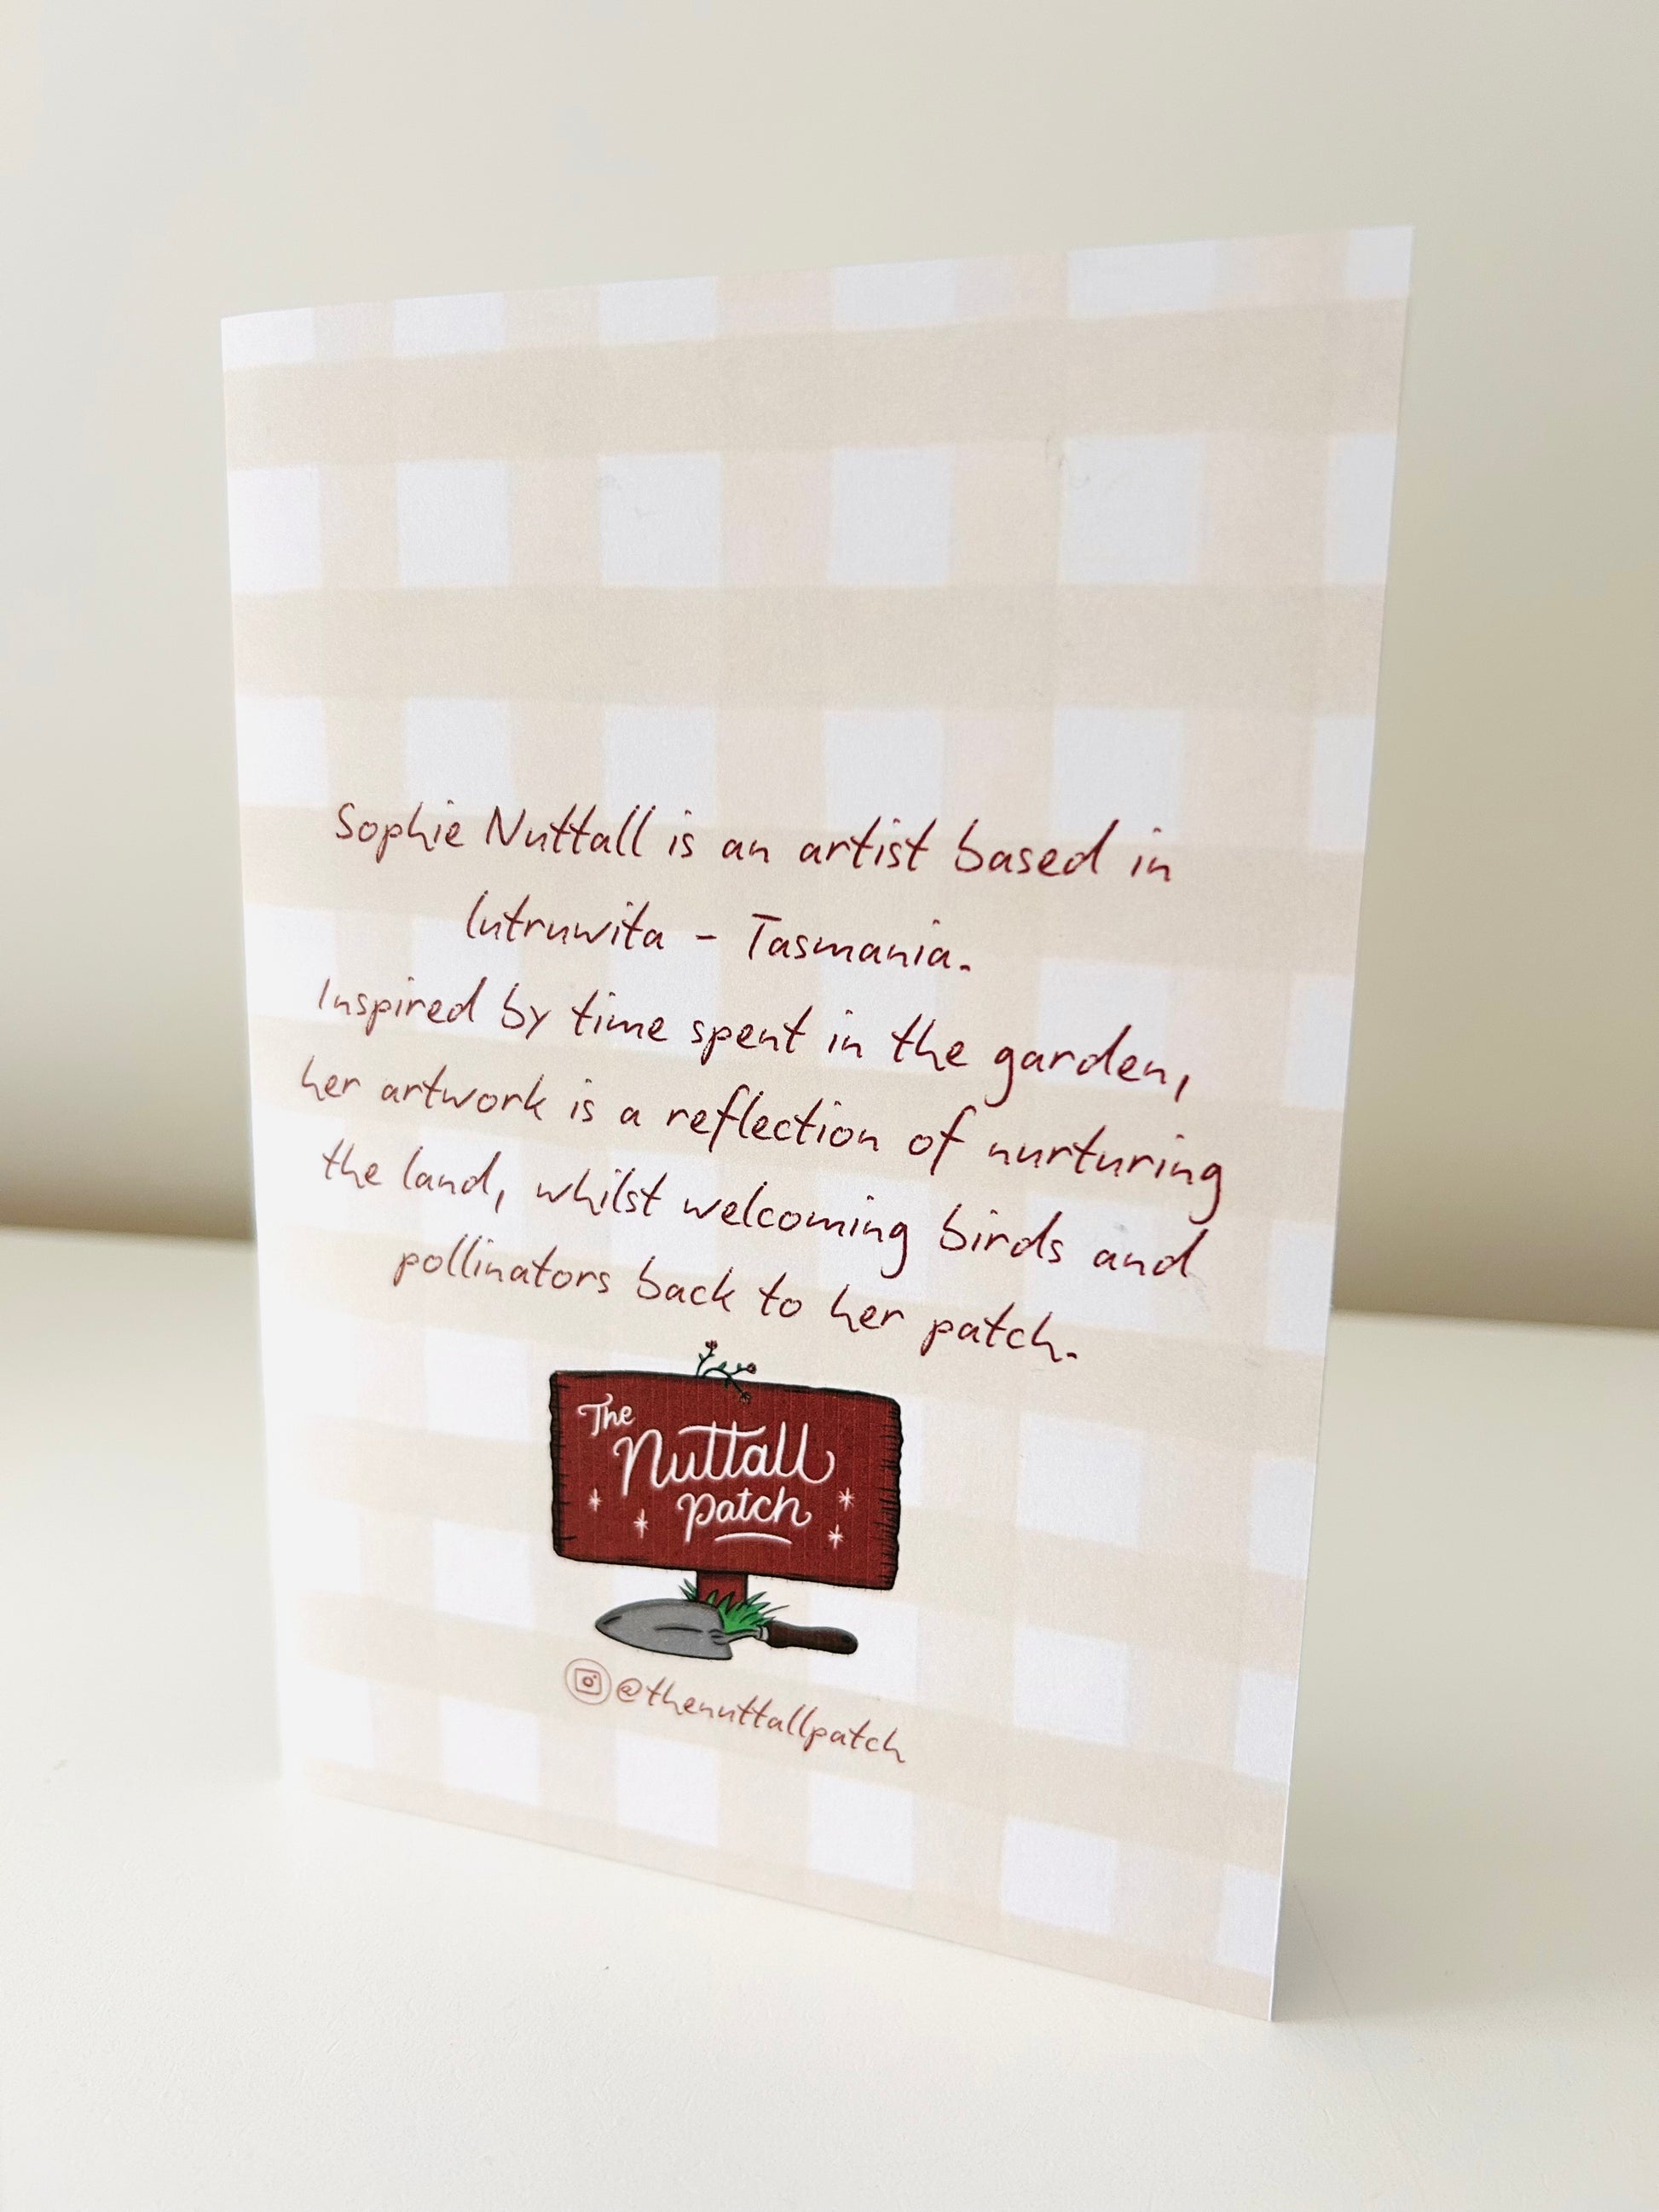 Sophie Nuttall is an artist based in
lutruwita - Tasmania.
Inspired by time spent in the garden,
her artwork is a reflection of nurturing
the land, whilst welcoming birds and
pollinators back to her patch.
The
Nuttall
patch
@thenuttallpatch